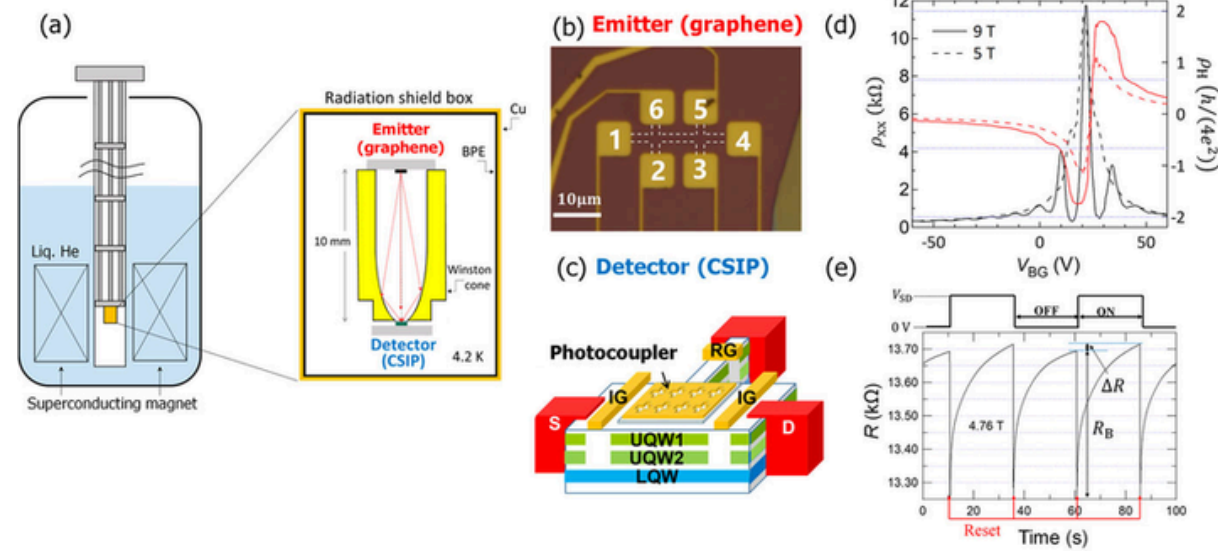 (a)
Radiation shield box
Cu
Emitter
(graphene)
BPE
10 mm
Liq. He
Winston
cone
Detector
(CSIP)
4.2 K
Superconducting magnet
(b) Emitter (graphene)
6 5
1 4
2 3
10μm
(c) Detector (CSIP)
Photocoupler
RG
IG
IG
S
D
UQW1
UQW2
LQW
(d)
9 T
5 T
12
10
8
6
4
2
0
ρxx (kΩ)
2
1
0
-1
-2
ρH (h/(4e²))
-50 0 50
VBG (V)
(e)
VSD
0 V
OFF ON
13.70
13.60
13.50
13.40
13.30
R (kΩ)
4.76 T
ΔR
RB
0 20 40 60 80 100
Reset
Time (s)